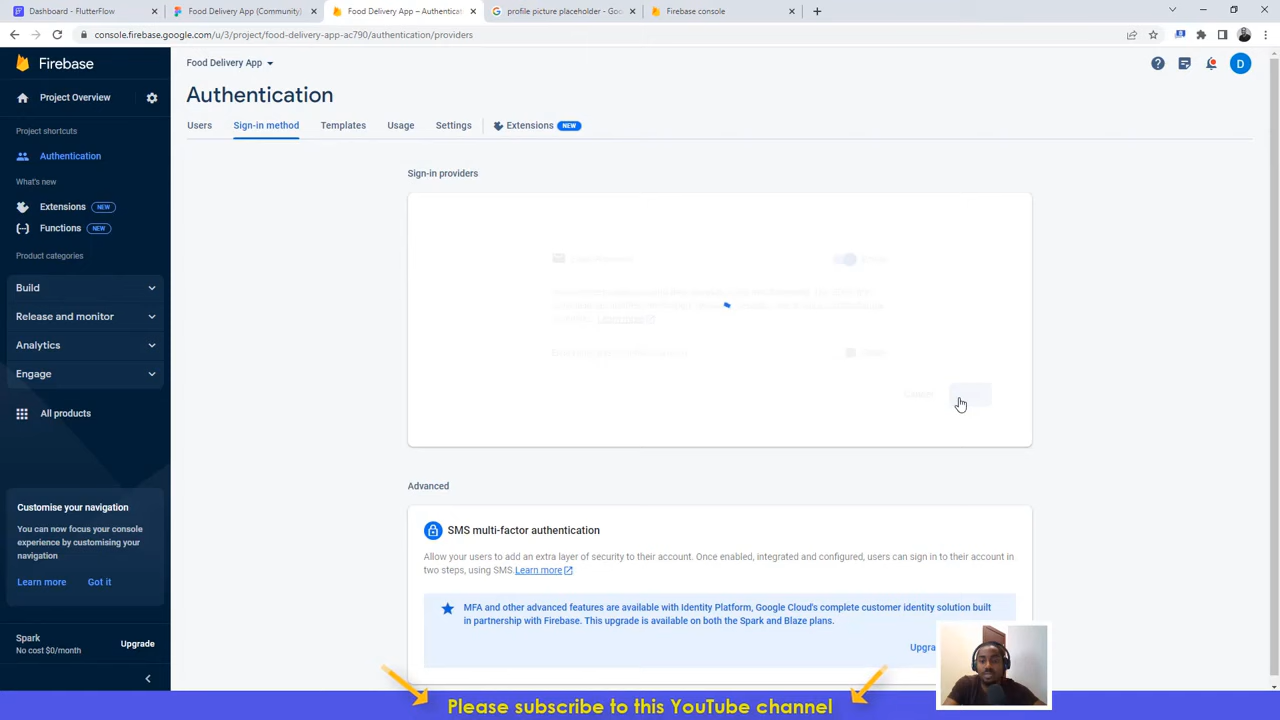 Dashboard - FlutterFlow
Food Delivery App (Community)
Food Delivery App – Authenticat
profile picture placeholder - Goo
Firebase console
console.firebase.google.com/u/3/project/food-delivery-app-ac790/authentication/providers
Firebase
Food Delivery App
D
Project Overview
Authentication
Project shortcuts
Users
Sign-in method
Templates
Usage
Settings
Extensions
NEW
Authentication
What's new
Sign-in providers
Extensions
NEW
Functions
NEW
Product categories
Build
Release and monitor
Analytics
Engage
All products
Advanced
Customise your navigation
You can now focus your console
experience by customising your
navigation
Learn more
Got it
SMS multi-factor authentication
Allow your users to add an extra layer of security to their account. Once enabled, integrated and configured, users can sign in to their account in
two steps, using SMS. Learn more
MFA and other advanced features are available with Identity Platform, Google Cloud's complete customer identity solution built
in partnership with Firebase. This upgrade is available on both the Spark and Blaze plans.
Upgra
Spark
No cost $0/month
Upgrade
Please subscribe to this YouTube channel